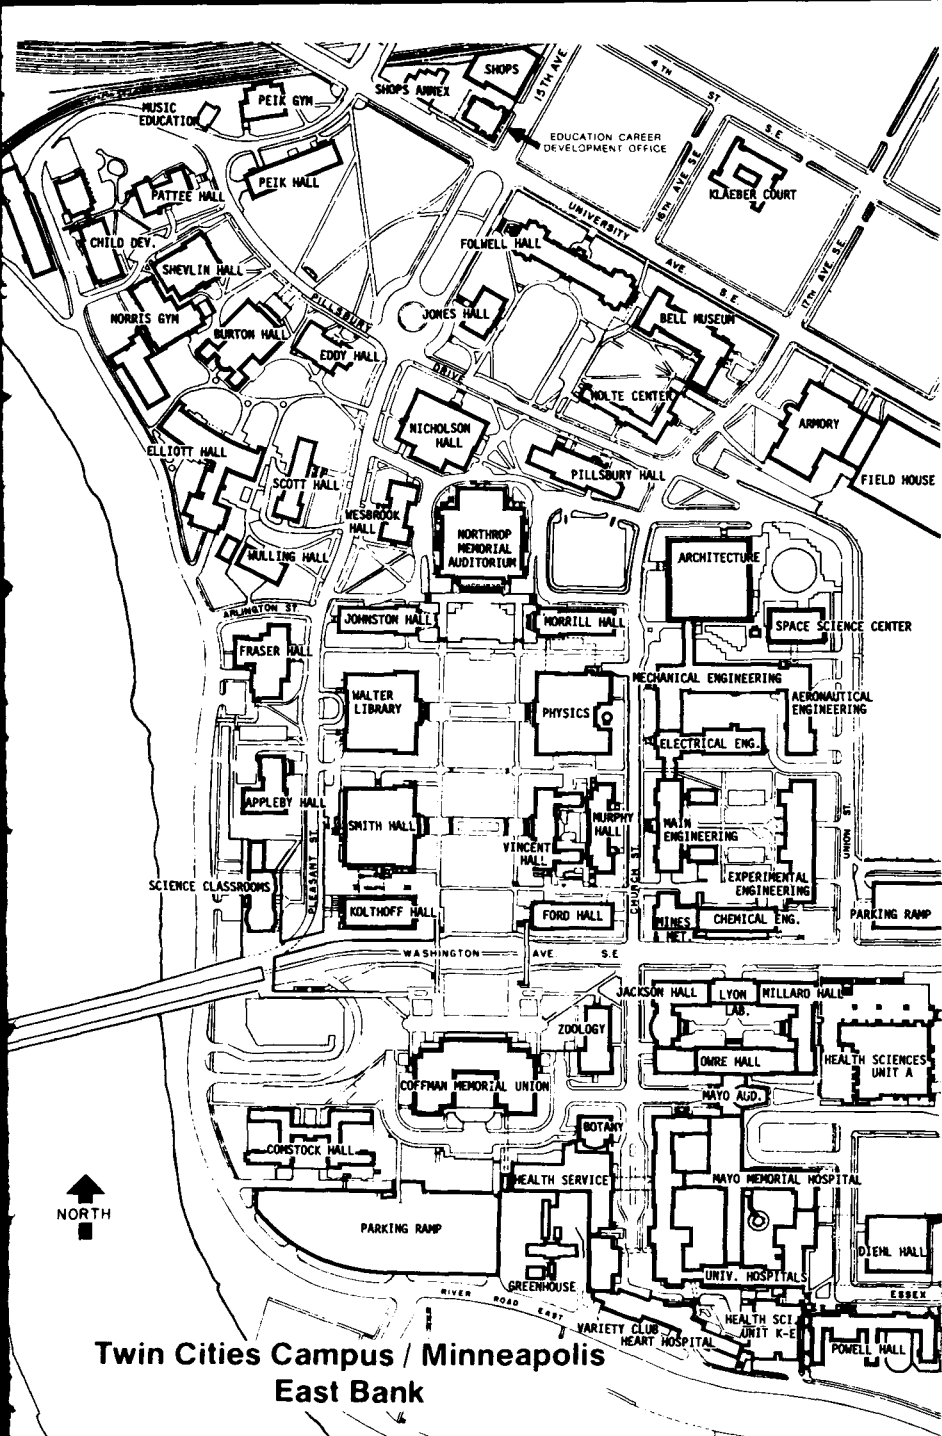 SHOPS
SHOPS ANNEX
15TH AVE.
4TH
ST.
S.E.
MUSIC
EDUCATION
PEIK GYM
EDUCATION CAREER
DEVELOPMENT OFFICE
16TH AVE S.E.
KLAEBER COURT
PEIK HALL
PATTEE HALL
UNIVERSITY
AVE.
S.E.
17TH AVE S.E.
CHILD DEV.
FOLWELL HALL
SHEVLIN HALL
PILLSBURY
DRIVE
NORRIS GYM
BURTON HALL
EDDY HALL
JONES HALL
BELL MUSEUM
NOLTE CENTER
NICHOLSON
HALL
ARMORY
ELLIOTT HALL
SCOTT HALL
PILLSBURY HALL
FIELD HOUSE
WESBROOK
HALL
NORTHROP
MEMORIAL
AUDITORIUM
WULLING HALL
ARCHITECTURE
ARLINGTON ST.
JOHNSTON HALL
MORRILL HALL
SPACE SCIENCE CENTER
FRASER HALL
MECHANICAL ENGINEERING
WALTER
LIBRARY
PHYSICS
AERONAUTICAL
ENGINEERING
ELECTRICAL ENG.
APPLEBY HALL
SMITH HALL
MURPHY
HALL
VINCENT
HALL
MAIN
ENGINEERING
UNION ST.
PLEASANT ST.
CHURCH ST.
SCIENCE CLASSROOMS
EXPERIMENTAL
ENGINEERING
KOLTHOFF HALL
FORD HALL
MINES
MET.
CHEMICAL ENG.
PARKING RAMP
WASHINGTON AVE S.E
JACKSON HALL
LYON
LAB.
MILLARD HALL
ZOOLOGY
OWRE HALL
HEALTH SCIENCES
UNIT A
COFFMAN MEMORIAL UNION
MAYO AUD.
BOTANY
COMSTOCK HALL
HEALTH SERVICE
MAYO MEMORIAL HOSPITAL
NORTH
PARKING RAMP
DIEHL HALL
GREENHOUSE
UNIV. HOSPITALS
ESSEX
RIVER ROAD EAST
VARIETY CLUB
HEART HOSPITAL
HEALTH SCI.
UNIT K-E
POWELL HALL
Twin Cities Campus / Minneapolis
East Bank